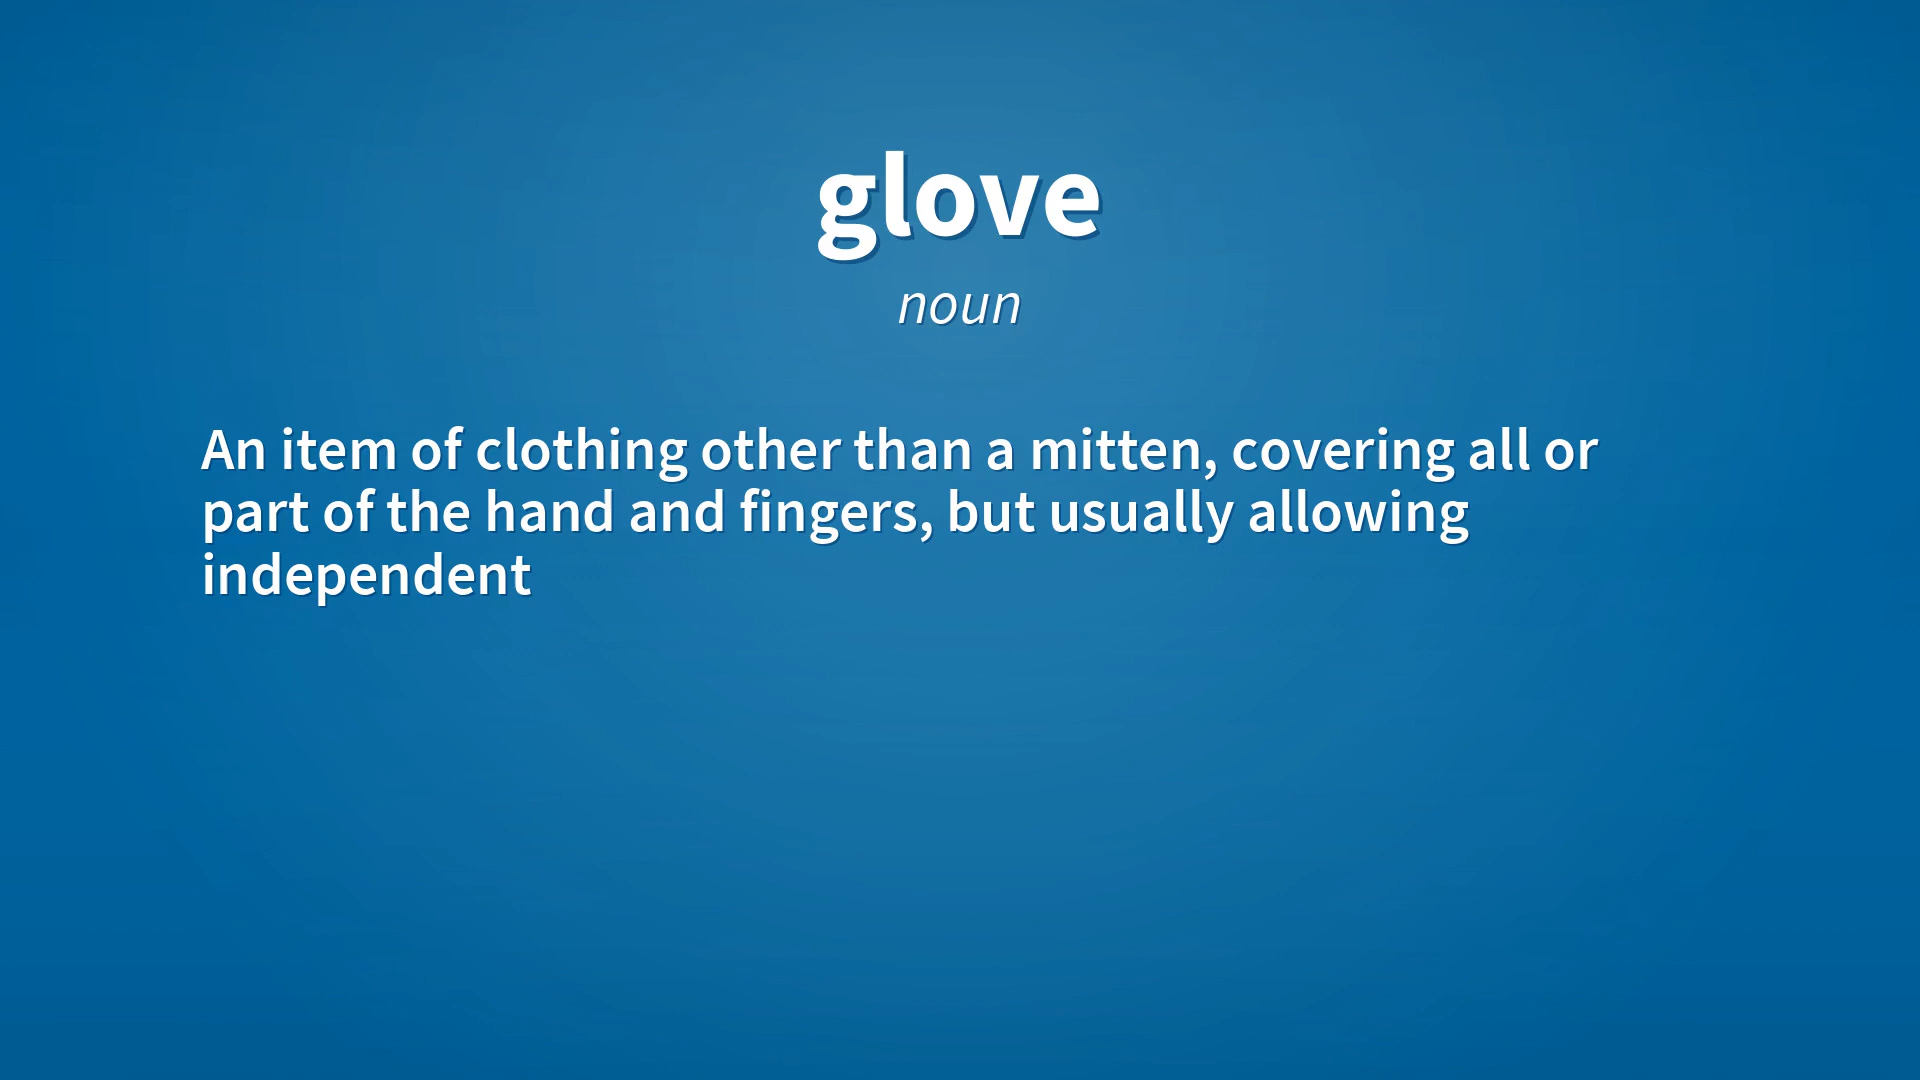 glove
noun
An item of clothing other than a mitten, covering all or
part of the hand and fingers, but usually allowing
independent